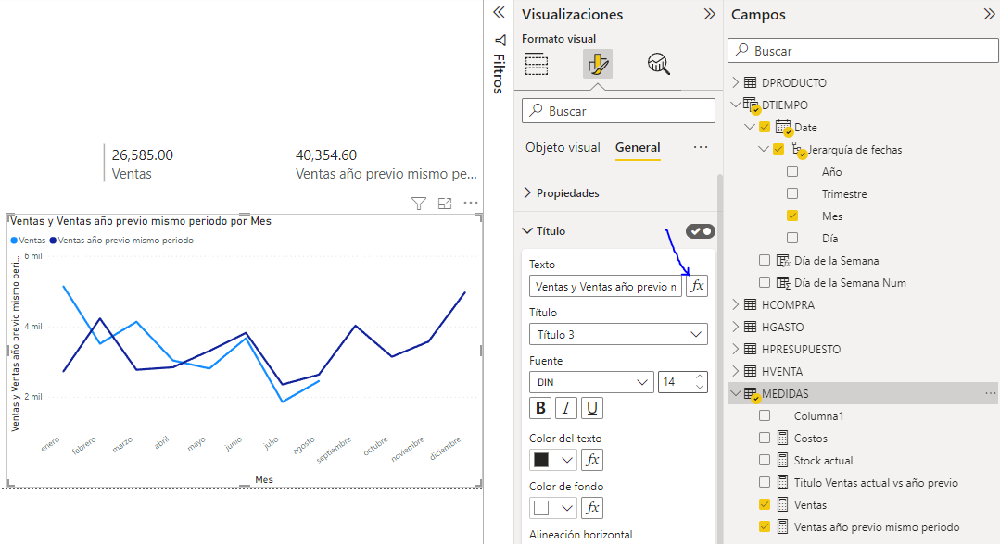 26,585.00
Ventas
40,354.60
Ventas año previo mismo pe...
Ventas y Ventas año previo mismo periodo por Mes
Ventas Ventas año previo mismo periodo
Ventas y Ventas año previo mismo peri...
6 mil
4 mil
2 mil
enero
febrero
marzo
abril
mayo
junio
julio
agosto
septiembre
octubre
noviembre
diciembre
Mes
Filtros
Visualizaciones
Formato visual
Buscar
Objeto visual General
Propiedades
Título
Texto
Ventas y Ventas año previo n
fx
Título
Título 3
Fuente
DIN
14
B I U
Color del texto
fx
Color de fondo
fx
Alineación horizontal
Campos
Buscar
DPRODUCTO
DTIEMPO
Date
Jerarquía de fechas
Año
Trimestre
Mes
Día
Día de la Semana
Día de la Semana Num
HCOMPRA
HGASTO
HPRESUPUESTO
HVENTA
MEDIDAS
Columna1
Costos
Stock actual
Titulo Ventas actual vs año previo
Ventas
Ventas año previo mismo periodo